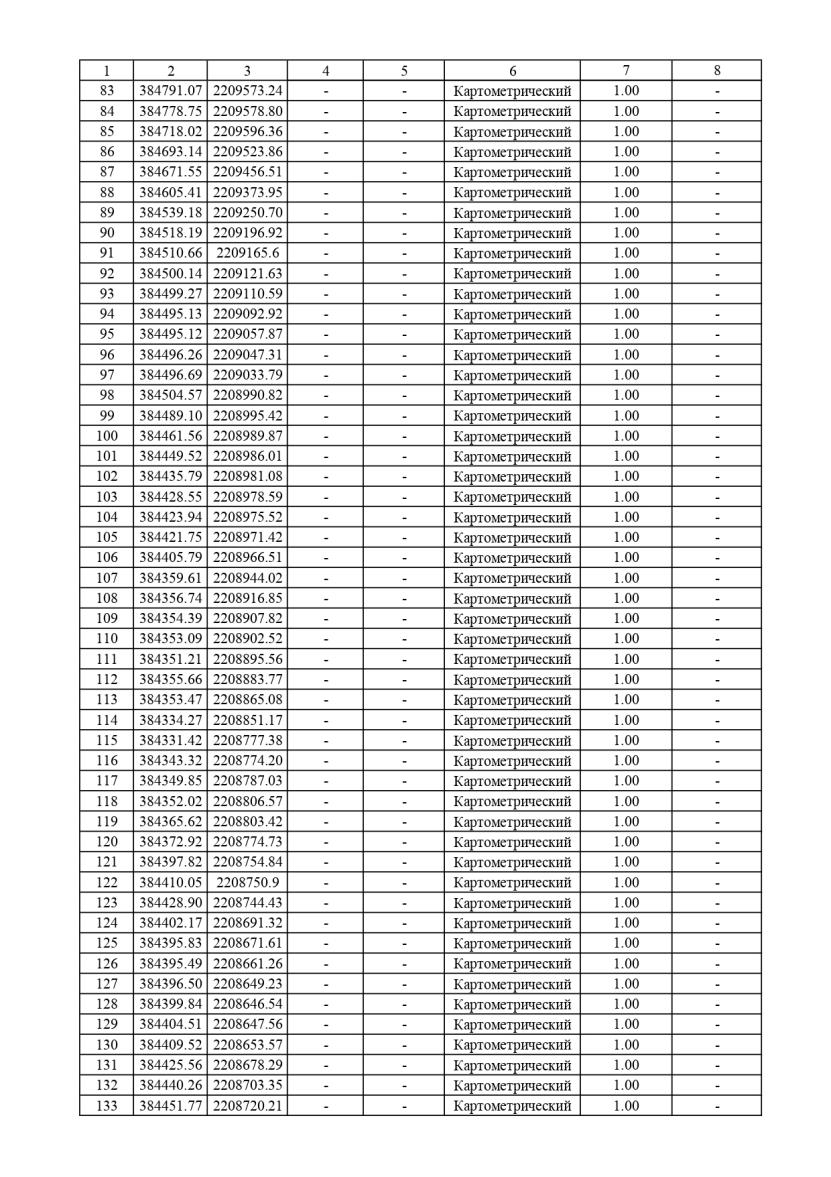 1 2 3 4 5 6 7 8
83 384791.07 2209573.24 - - Картометрический 1.00 -
84 384778.75 2209578.80 - - Картометрический 1.00 -
85 384718.02 2209596.36 - - Картометрический 1.00 -
86 384693.14 2209523.86 - - Картометрический 1.00 -
87 384671.55 2209456.51 - - Картометрический 1.00 -
88 384605.41 2209373.95 - - Картометрический 1.00 -
89 384539.18 2209250.70 - - Картометрический 1.00 -
90 384518.19 2209196.92 - - Картометрический 1.00 -
91 384510.66 2209165.6 - - Картометрический 1.00 -
92 384500.14 2209121.63 - - Картометрический 1.00 -
93 384499.27 2209110.59 - - Картометрический 1.00 -
94 384495.13 2209092.92 - - Картометрический 1.00 -
95 384495.12 2209057.87 - - Картометрический 1.00 -
96 384496.26 2209047.31 - - Картометрический 1.00 -
97 384496.69 2209033.79 - - Картометрический 1.00 -
98 384504.57 2208990.82 - - Картометрический 1.00 -
99 384489.10 2208995.42 - - Картометрический 1.00 -
100 384461.56 2208989.87 - - Картометрический 1.00 -
101 384449.52 2208986.01 - - Картометрический 1.00 -
102 384435.79 2208981.08 - - Картометрический 1.00 -
103 384428.55 2208978.59 - - Картометрический 1.00 -
104 384423.94 2208975.52 - - Картометрический 1.00 -
105 384421.75 2208971.42 - - Картометрический 1.00 -
106 384405.79 2208966.51 - - Картометрический 1.00 -
107 384359.61 2208944.02 - - Картометрический 1.00 -
108 384356.74 2208916.85 - - Картометрический 1.00 -
109 384354.39 2208907.82 - - Картометрический 1.00 -
110 384353.09 2208902.52 - - Картометрический 1.00 -
111 384351.21 2208895.56 - - Картометрический 1.00 -
112 384355.66 2208883.77 - - Картометрический 1.00 -
113 384353.47 2208865.08 - - Картометрический 1.00 -
114 384334.27 2208851.17 - - Картометрический 1.00 -
115 384331.42 2208777.38 - - Картометрический 1.00 -
116 384343.32 2208774.20 - - Картометрический 1.00 -
117 384349.85 2208787.03 - - Картометрический 1.00 -
118 384352.02 2208806.57 - - Картометрический 1.00 -
119 384365.62 2208803.42 - - Картометрический 1.00 -
120 384372.92 2208774.73 - - Картометрический 1.00 -
121 384397.82 2208754.84 - - Картометрический 1.00 -
122 384410.05 2208750.9 - - Картометрический 1.00 -
123 384428.90 2208744.43 - - Картометрический 1.00 -
124 384402.17 2208691.32 - - Картометрический 1.00 -
125 384395.83 2208671.61 - - Картометрический 1.00 -
126 384395.49 2208661.26 - - Картометрический 1.00 -
127 384396.50 2208649.23 - - Картометрический 1.00 -
128 384399.84 2208646.54 - - Картометрический 1.00 -
129 384404.51 2208647.56 - - Картометрический 1.00 -
130 384409.52 2208653.57 - - Картометрический 1.00 -
131 384425.56 2208678.29 - - Картометрический 1.00 -
132 384440.26 2208703.35 - - Картометрический 1.00 -
133 384451.77 2208720.21 - - Картометрический 1.00 -